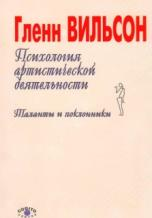 Гленн ВИЛЬСОН
Психология
артистической
деятельности
Таланты и поклонники